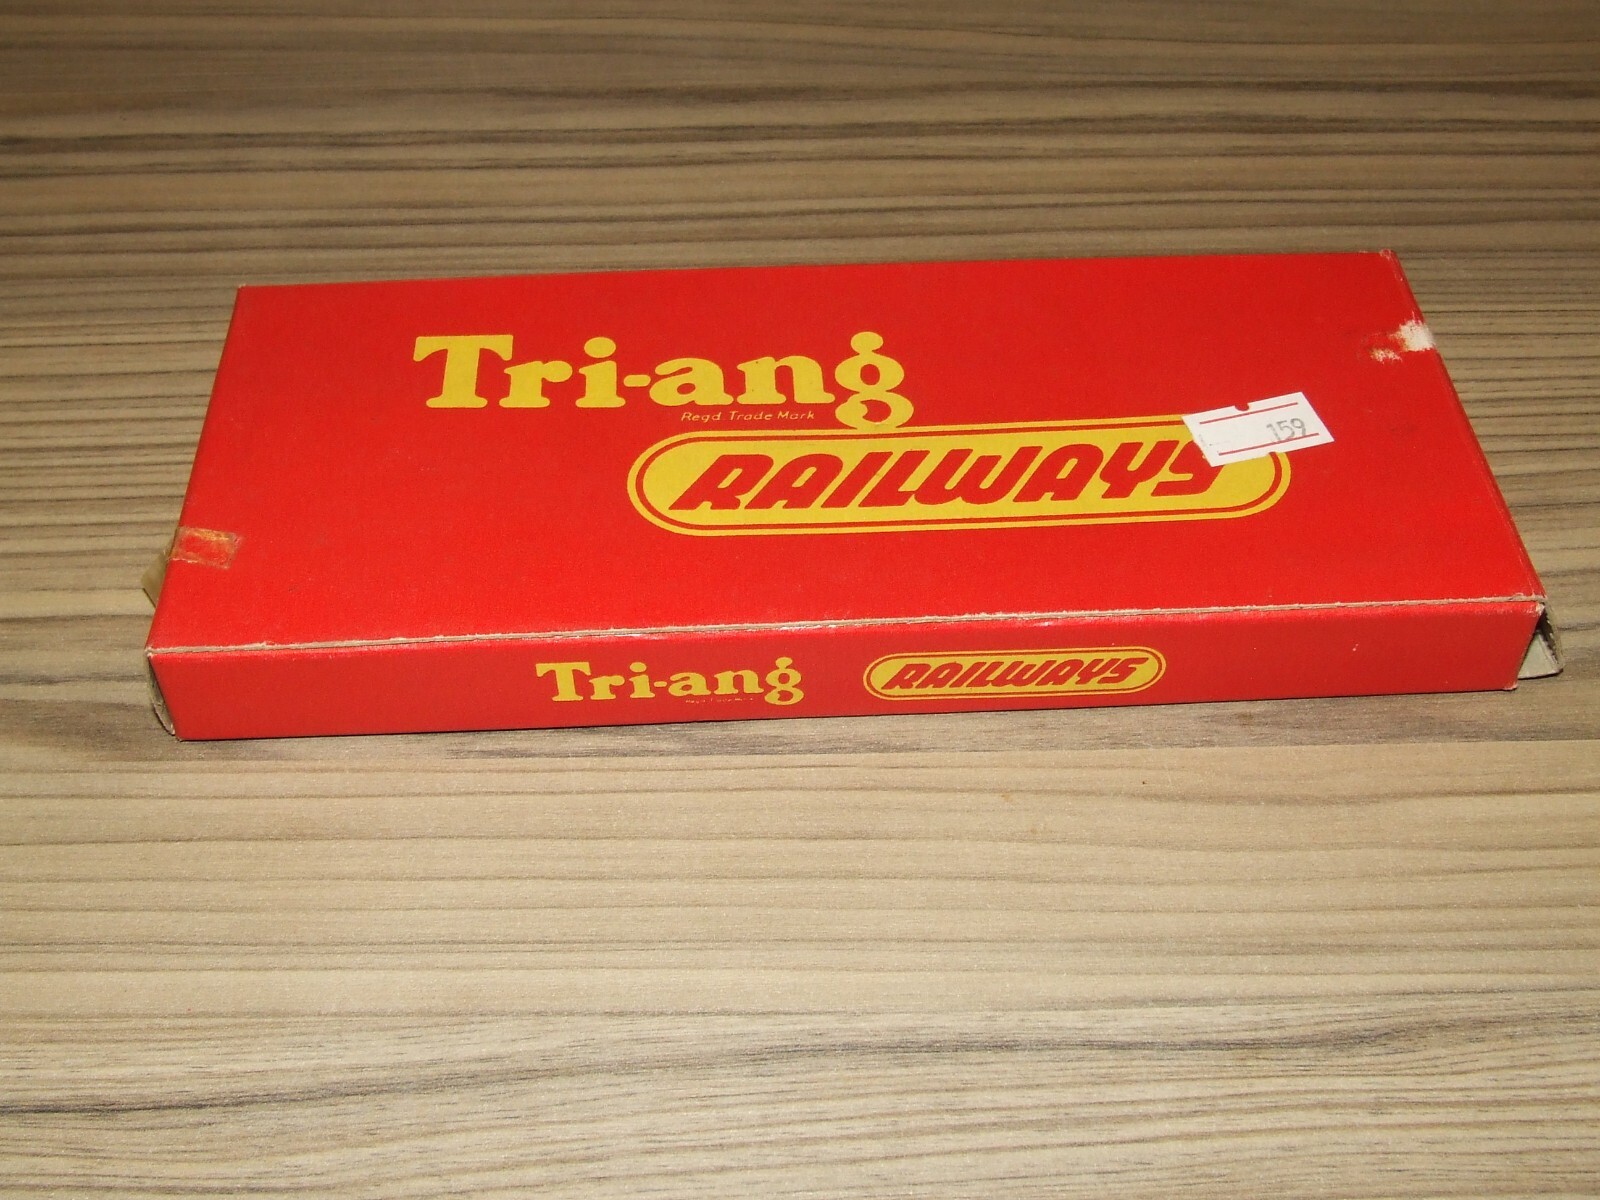 Tri-ang
Regd Trade Mark
RAILWAYS
159
Tri-ang
RAILWAYS